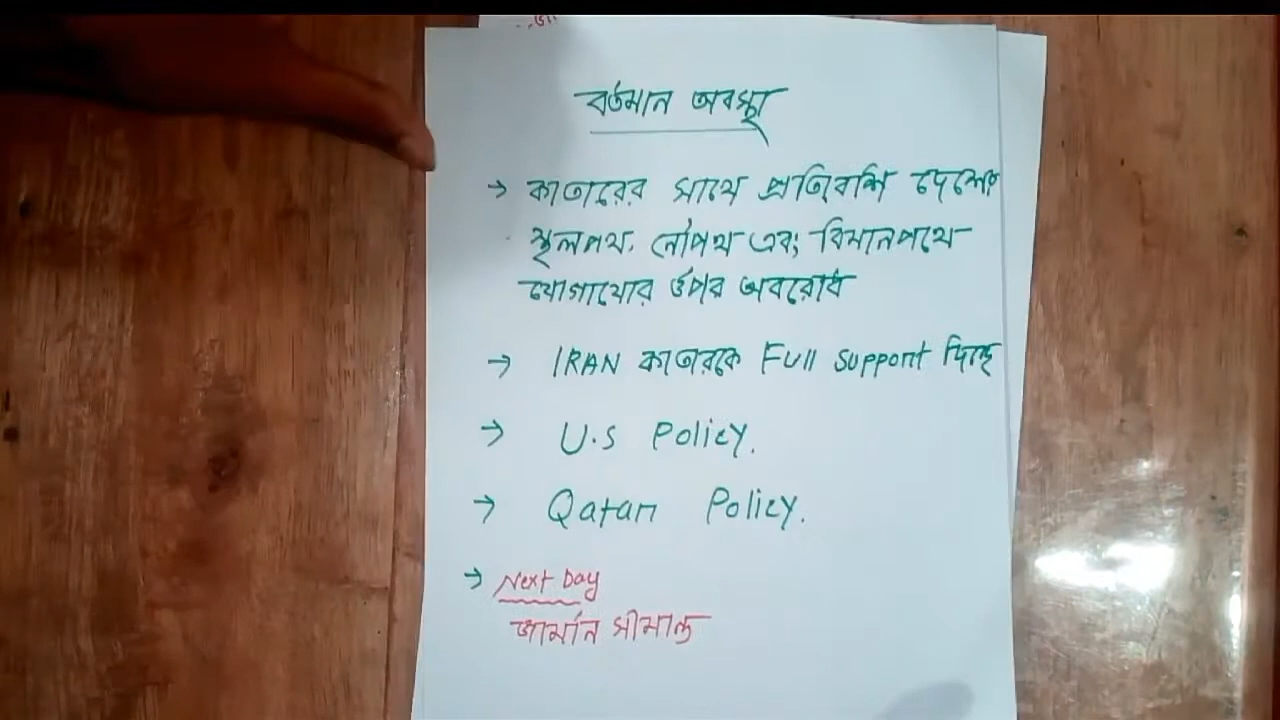 বর্তমান অবস্থা
→ কাতারের সাথে প্রতিবেশি দেশের
স্থলপথ, নৌপথ এবং বিমানপথে
যোগাযোর উপর অবরোধ
→ IRAN কাতারকে Full Support দিচ্ছে
→ U.S Policy.
→ Qatar Policy.
→ Next Day
জার্মান সীমান্ত